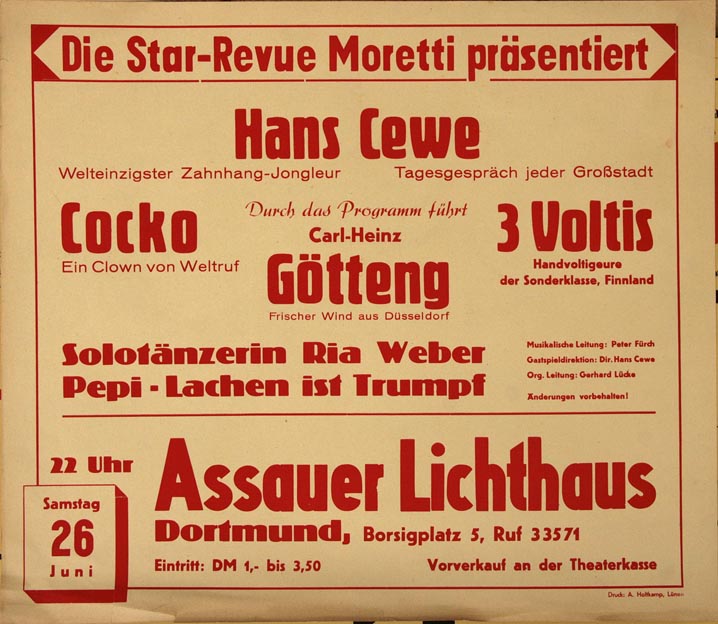 Die Star-Revue Moretti präsentiert
Hans Cewe
Welteinzigster Zahnhang-Jongleur Tagesgespräch jeder Großstadt
Cocko
Ein Clown von Weltruf
Durch das Programm führt
Carl-Heinz
Götteng
Frischer Wind aus Düsseldorf
3 Voltis
Handvoltigeure
der Sonderklasse, Finnland
Solotänzerin Ria Weber
Pepi - Lachen ist Trumpf
Musikalische Leitung: Peter Fürch
Gastspieldirektion: Dir. Hans Cewe
Org. Leitung: Gerhard Lücke
Änderungen vorbehalten!
22 Uhr
Samstag
26
Juni
Assauer Lichthaus
Dortmund, Borsigplatz 5, Ruf 33571
Eintritt: DM 1,- bis 3,50 Vorverkauf an der Theaterkasse
Druck: A. Holtkamp, Lünen